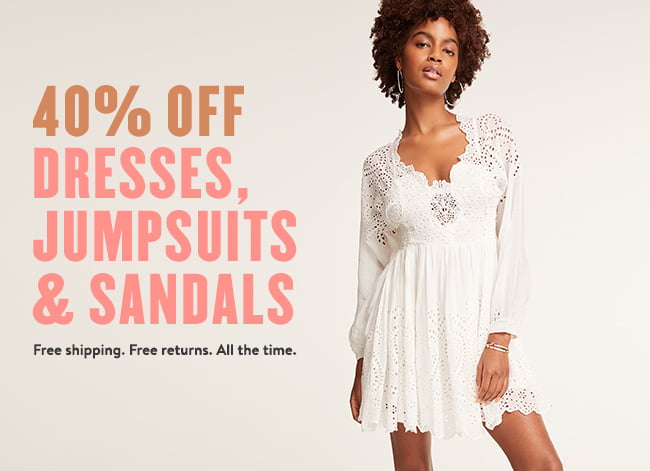 40% OFF
DRESSES,
JUMPSUITS
& SANDALS
Free shipping. Free returns. All the time.